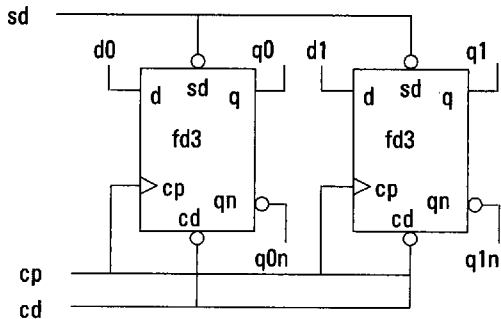 sd
d0 q0 d1 q1
d sd q d sd q
fd3 fd3
cp qn cp qn
cd cd
cp q0n q1n
cd